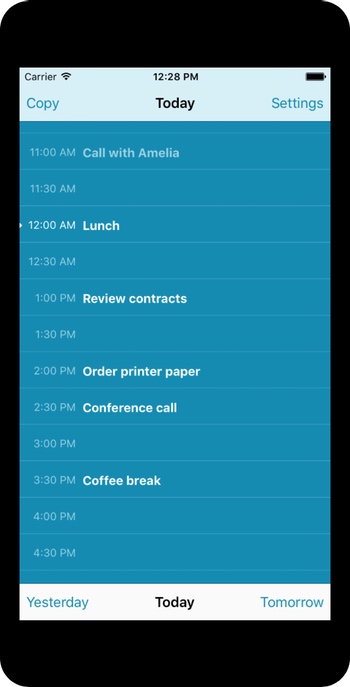 Carrier 12:28 PM
Copy Today Settings
11:00 AM Call with Amelia
11:30 AM
12:00 AM Lunch
12:30 AM
1:00 PM Review contracts
1:30 PM
2:00 PM Order printer paper
2:30 PM Conference call
3:00 PM
3:30 PM Coffee break
4:00 PM
4:30 PM
Yesterday Today Tomorrow